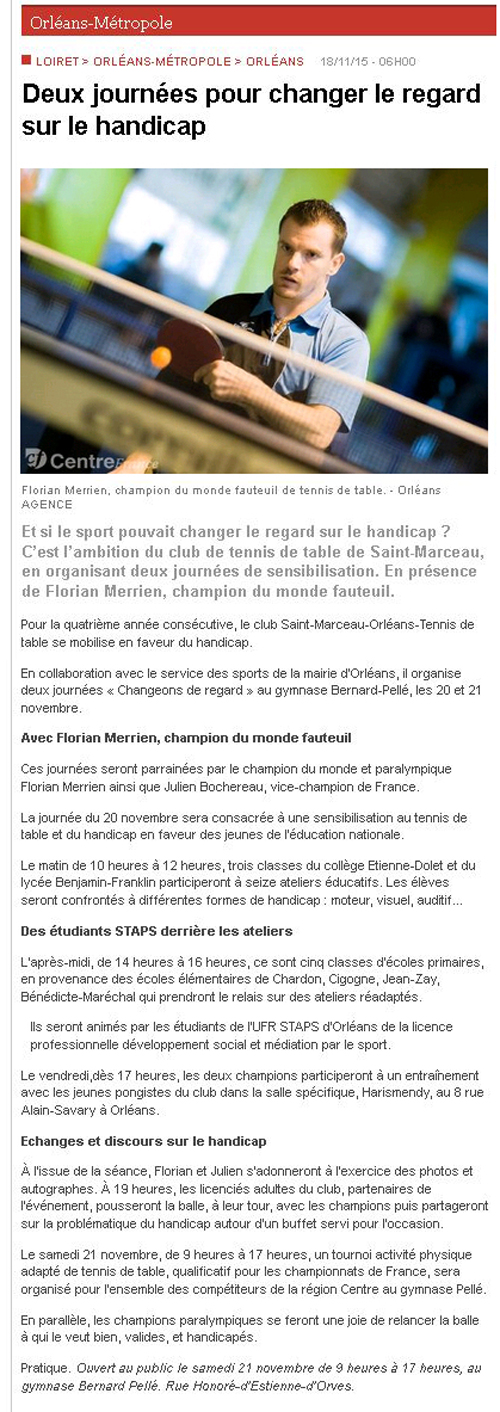 Orléans-Métropole
LOIRET > ORLÉANS-MÉTROPOLE > ORLÉANS 18/11/15 - 06H00
Deux journées pour changer le regard
sur le handicap
Centre France
Florian Merrien, champion du monde fauteuil de tennis de table. - Orléans
AGENCE
Et si le sport pouvait changer le regard sur le handicap ?
C'est l'ambition du club de tennis de table de Saint-Marceau,
en organisant deux journées de sensibilisation. En présence
de Florian Merrien, champion du monde fauteuil.
Pour la quatrième année consécutive, le club Saint-Marceau-Orléans-Tennis de
table se mobilise en faveur du handicap.
En collaboration avec le service des sports de la mairie d'Orléans, il organise
deux journées « Changeons de regard » au gymnase Bernard-Pellé, les 20 et 21
novembre.
Avec Florian Merrien, champion du monde fauteuil
Ces journées seront parrainées par le champion du monde et paralympique
Florian Merrien ainsi que Julien Bochereau, vice-champion de France.
La journée du 20 novembre sera consacrée à une sensibilisation au tennis de
table et du handicap en faveur des jeunes de l'éducation nationale.
Le matin de 10 heures à 12 heures, trois classes du collège Etienne-Dolet et du
lycée Benjamin-Franklin participeront à seize ateliers éducatifs. Les élèves
seront confrontés à différentes formes de handicap : moteur, visuel, auditif...
Des étudiants STAPS derrière les ateliers
L'après-midi, de 14 heures à 16 heures, ce sont cinq classes d'écoles primaires,
en provenance des écoles élémentaires de Chardon, Cigogne, Jean-Zay,
Bénédicte-Maréchal qui prendront le relais sur des ateliers réadaptés.
Ils seront animés par les étudiants de l'UFR STAPS d'Orléans de la licence
professionnelle développement social et médiation par le sport.
Le vendredi,dès 17 heures, les deux champions participeront à un entraînement
avec les jeunes pongistes du club dans la salle spécifique, Harismendy, au 8 rue
Alain-Savary à Orléans.
Echanges et discours sur le handicap
À l'issue de la séance, Florian et Julien s'adonneront à l'exercice des photos et
autographes. À 19 heures, les licenciés adultes du club, partenaires de
l'événement, pousseront la balle, à leur tour, avec les champions puis partageront
sur la problématique du handicap autour d'un buffet servi pour l'occasion.
Le samedi 21 novembre, de 9 heures à 17 heures, un tournoi activité physique
adapté de tennis de table, qualificatif pour les championnats de France, sera
organisé pour l'ensemble des compétiteurs de la région Centre au gymnase Pellé.
En parallèle, les champions paralympiques se feront une joie de relancer la balle
à qui le veut bien, valides, et handicapés.
Pratique. Ouvert au public le samedi 21 novembre de 9 heures à 17 heures, au
gymnase Bernard Pellé. Rue Honoré-d'Estienne-d'Orves.